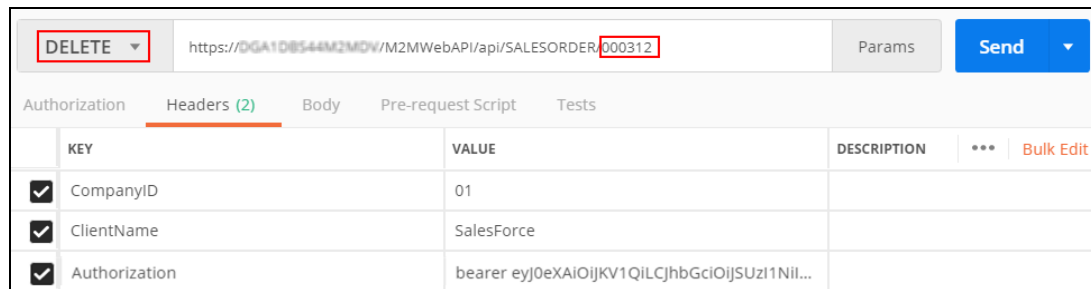 DELETE https:// /M2MWebAPI/api/SALESORDER/000312 Params Send
Authorization Headers (2) Body Pre-request Script Tests
KEY VALUE DESCRIPTION ••• Bulk Edit
CompanyID 01
ClientName SalesForce
Authorization bearer eyJ0eXAiOiJKV1QiLCJhbGciOiJSUzI1NiI...